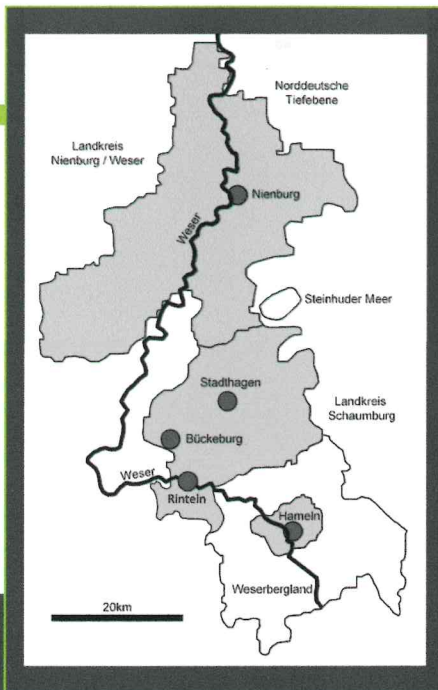 Norddeutsche
Tiefebene
Landkreis
Nienburg / Weser
Nienburg
Weser
Steinhuder Meer
Stadthagen
Landkreis
Schaumburg
Bückeburg
Weser
Rinteln
Hameln
Weserbergland
20km